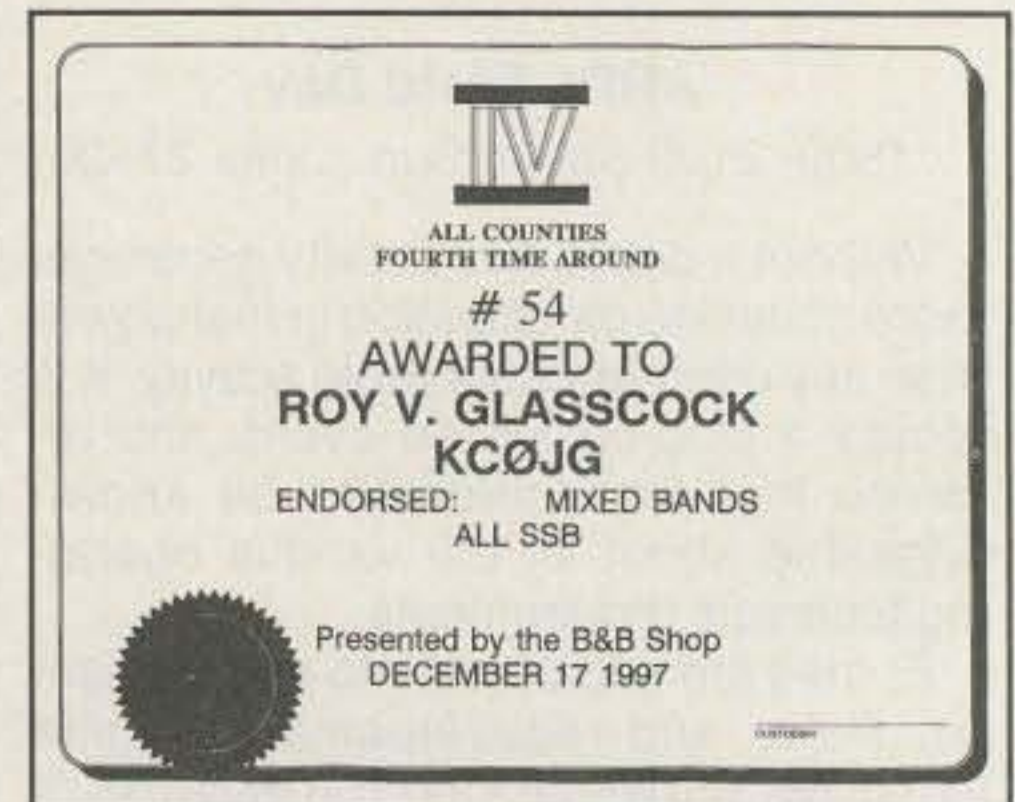 IV
ALL COUNTIES
FOURTH TIME AROUND
# 54
AWARDED TO
ROY V. GLASSCOCK
KCØJG
ENDORSED: MIXED BANDS
ALL SSB
Presented by the B&B Shop
DECEMBER 17 1997
CUSTODIAN